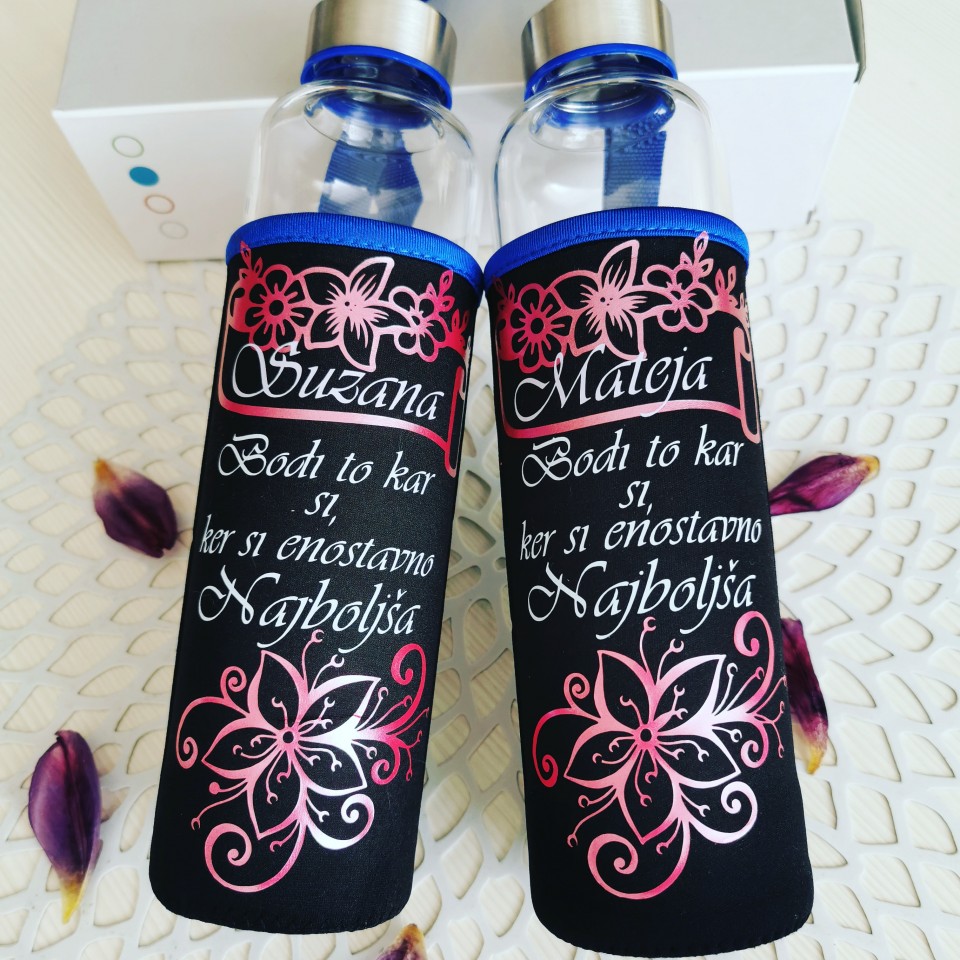 Suzana
Bodi to kar
si,
ker si enostavno
Najboljša
Mateja
Bodi to kar
si,
ker si enostavno
Najboljša